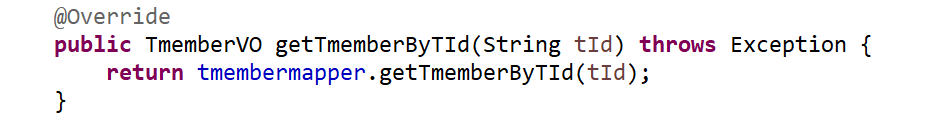 @Override
public TmemberVO getTmemberByTId(String tId) throws Exception {
    return tmembermapper.getTmemberByTId(tId);
}